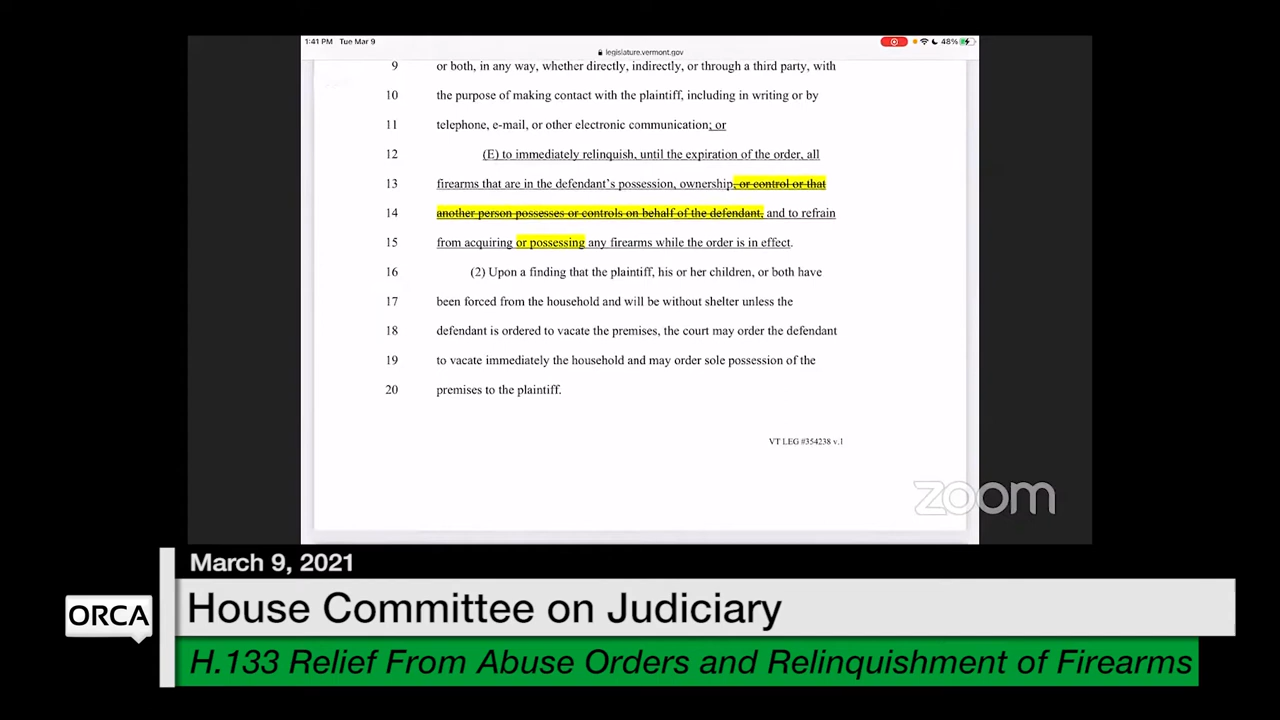 1:41 PM Tue Mar 9
48%
legislature.vermont.gov
9 or both, in any way, whether directly, indirectly, or through a third party, with
10 the purpose of making contact with the plaintiff, including in writing or by
11 telephone, e-mail, or other electronic communication; or
12 (E) to immediately relinquish, until the expiration of the order, all
13 firearms that are in the defendant's possession, ownership, or control or that
14 another person possesses or controls on behalf of the defendant, and to refrain
15 from acquiring or possessing any firearms while the order is in effect.
16 (2) Upon a finding that the plaintiff, his or her children, or both have
17 been forced from the household and will be without shelter unless the
18 defendant is ordered to vacate the premises, the court may order the defendant
19 to vacate immediately the household and may order sole possession of the
20 premises to the plaintiff.
VT LEG #354238 v.1
zoom
March 9, 2021
ORCA
House Committee on Judiciary
H.133 Relief From Abuse Orders and Relinquishment of Firearms